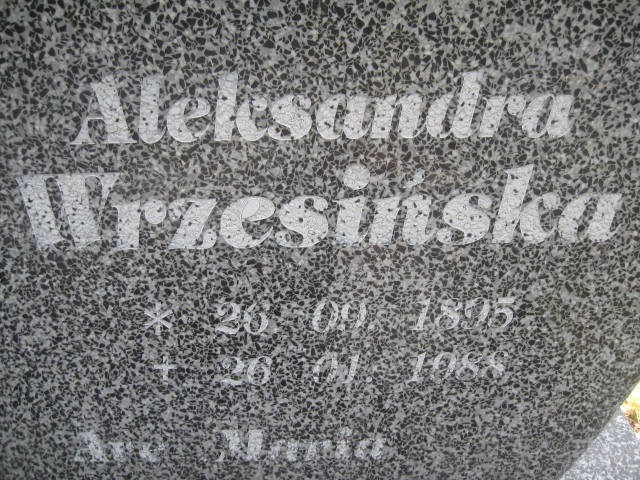 Aleksandra
Wrzesińska
* 26. 09. 1895
+ 26 01. 1988
Ave Maria